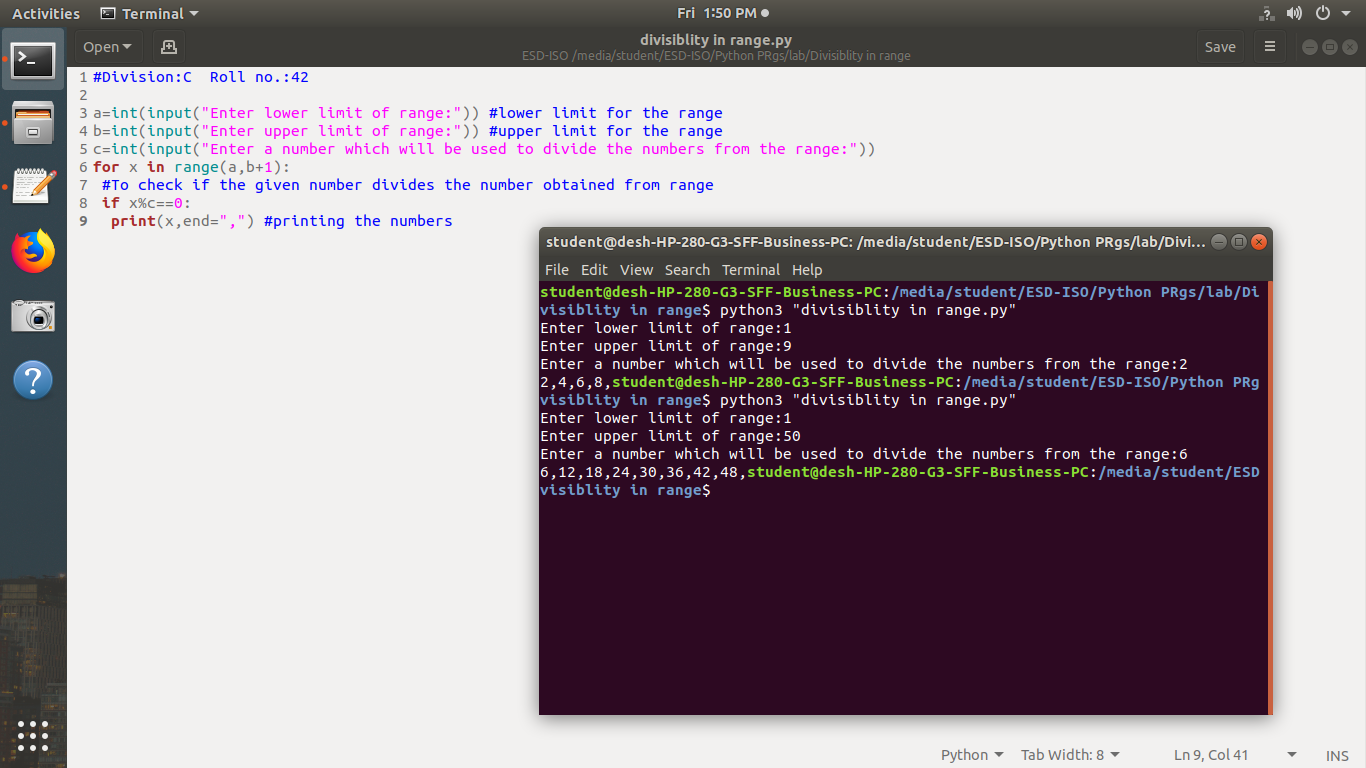 Activities Terminal Fri 1:50 PM
Open divisiblity in range.py Save
ESD-ISO /media/student/ESD-ISO/Python PRgs/lab/Divisiblity in range
1 #Division:C  Roll no.:42
2
3 a=int(input("Enter lower limit of range:")) #lower limit for the range
4 b=int(input("Enter upper limit of range:")) #upper limit for the range
5 c=int(input("Enter a number which will be used to divide the numbers from the range:"))
6 for x in range(a,b+1):
7  #To check if the given number divides the number obtained from range
8  if x%c==0:
9   print(x,end=",") #printing the numbers
student@desh-HP-280-G3-SFF-Business-PC: /media/student/ESD-ISO/Python PRgs/lab/Divi...
File Edit View Search Terminal Help
student@desh-HP-280-G3-SFF-Business-PC:/media/student/ESD-ISO/Python PRgs/lab/Di
visiblity in range$ python3 "divisiblity in range.py"
Enter lower limit of range:1
Enter upper limit of range:9
Enter a number which will be used to divide the numbers from the range:2
2,4,6,8,student@desh-HP-280-G3-SFF-Business-PC:/media/student/ESD-ISO/Python PRg
visiblity in range$ python3 "divisiblity in range.py"
Enter lower limit of range:1
Enter upper limit of range:50
Enter a number which will be used to divide the numbers from the range:6
6,12,18,24,30,36,42,48,student@desh-HP-280-G3-SFF-Business-PC:/media/student/ESD
visiblity in range$
Python Tab Width: 8 Ln 9, Col 41 INS